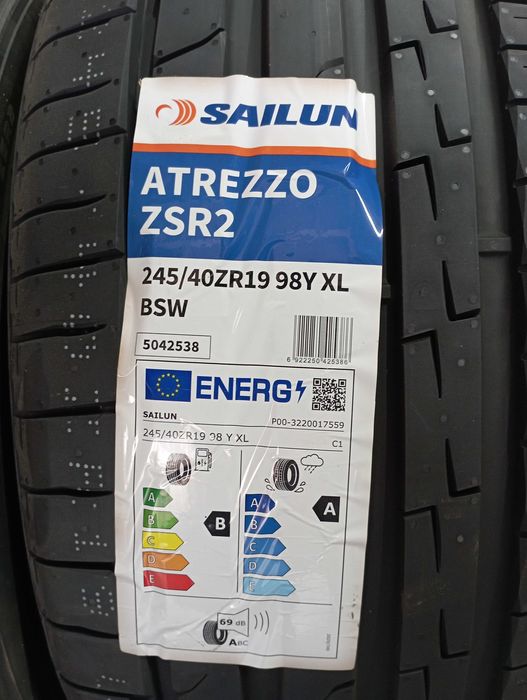 SAILUN
ATREZZO
ZSR2
245/40ZR19 98Y XL
BSW
5042538
6 922250 425386
ENERG
SAILUN
P00-3220017559
245/40ZR19 98 Y XL
C1
A
B
C
D
E
B
A
B
C
D
E
A
69 dB
ABC